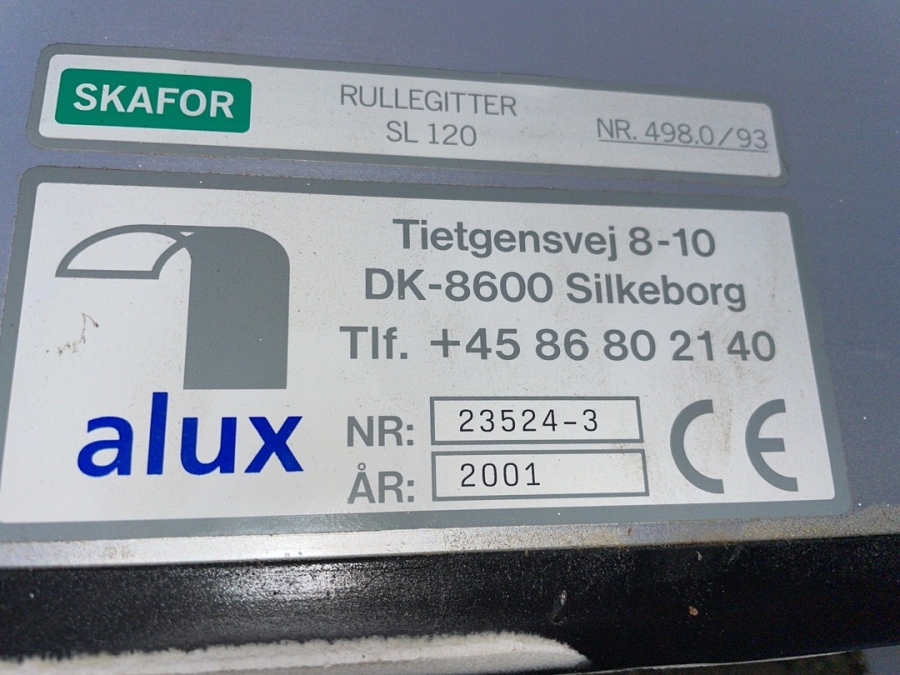 SKAFOR
RULLEGITTER
SL 120
NR. 498.0/93
Tietgensvej 8-10
DK-8600 Silkeborg
Tlf. +45 86 80 21 40
alux
NR: 23524-3
ÅR: 2001
CE